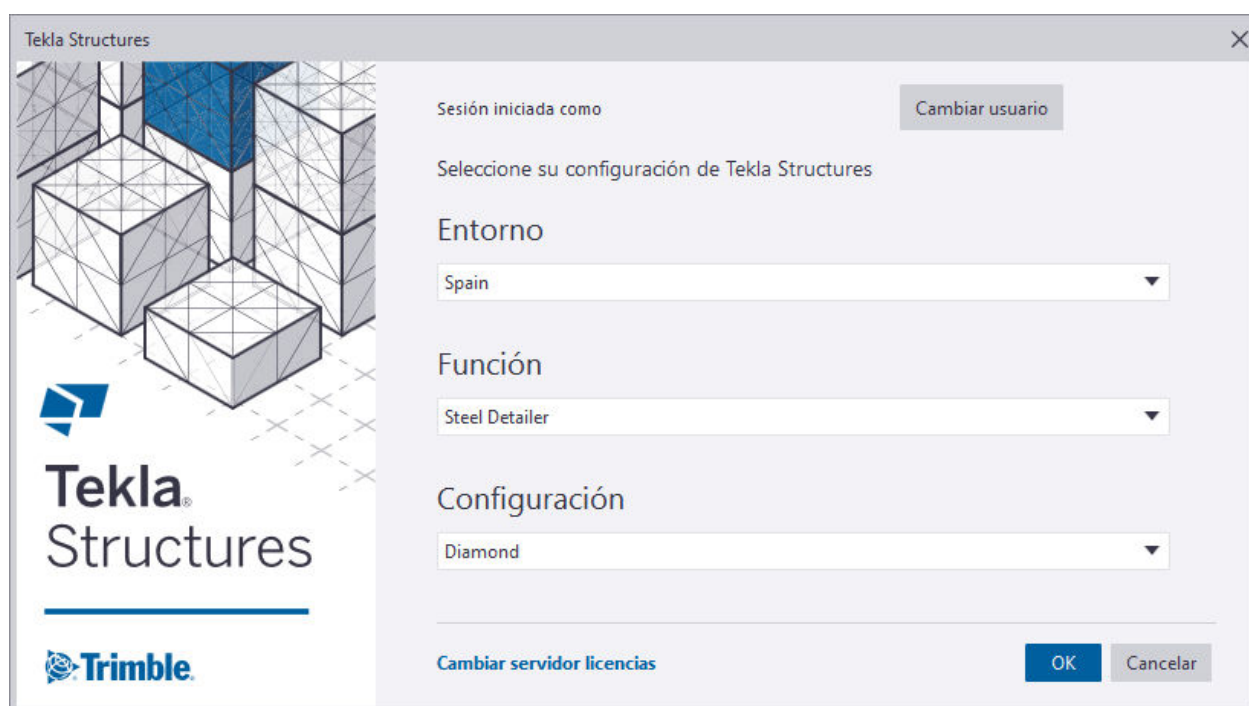 Tekla Structures
Sesión iniciada como
Cambiar usuario
Seleccione su configuración de Tekla Structures
Entorno
Spain
Función
Steel Detailer
Configuración
Diamond
Tekla®
Structures
Trimble.
Cambiar servidor licencias
OK
Cancelar